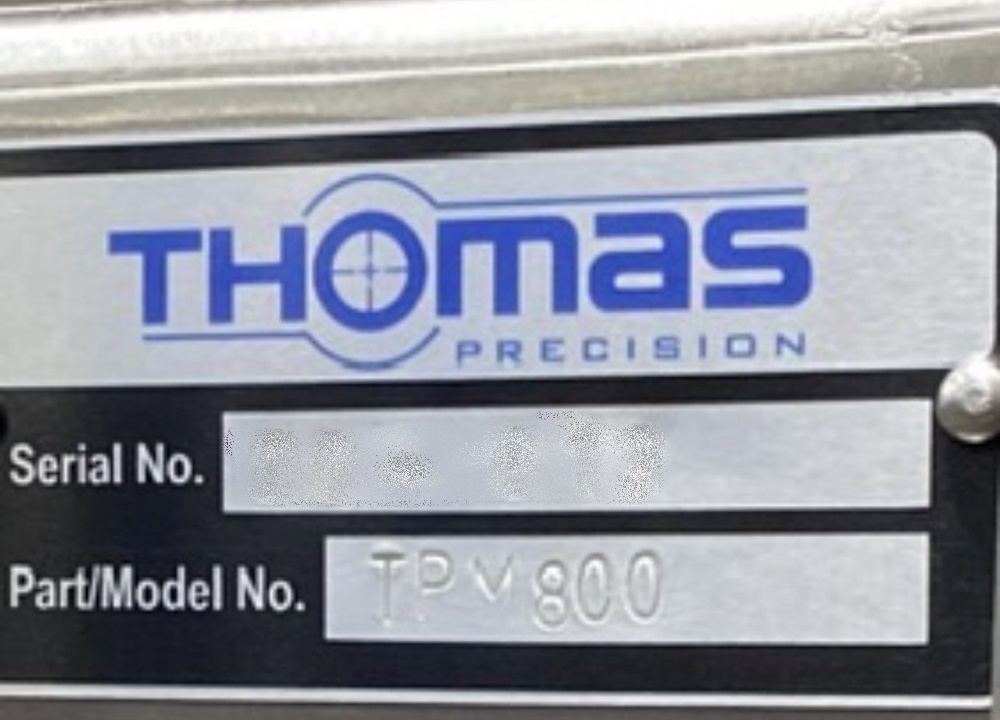 THOMAS
PRECISION
Serial No.
Part/Model No. TPM800